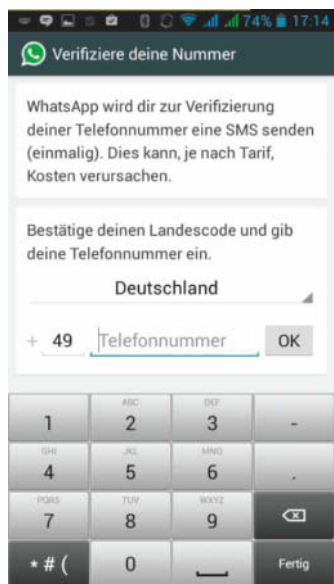 74% 17:14
Verifiziere deine Nummer
WhatsApp wird dir zur Verifizierung
deiner Telefonnummer eine SMS senden
(einmalig). Dies kann, je nach Tarif,
Kosten verursachen.
Bestätige deinen Landescode und gib
deine Telefonnummer ein.
Deutschland
+ 49 Telefonnummer OK
ABC DEF
1 2 3 -
GHI JKL MNO
4 5 6 .
PQRS TUV WXYZ
7 8 9
* # ( 0 Fertig